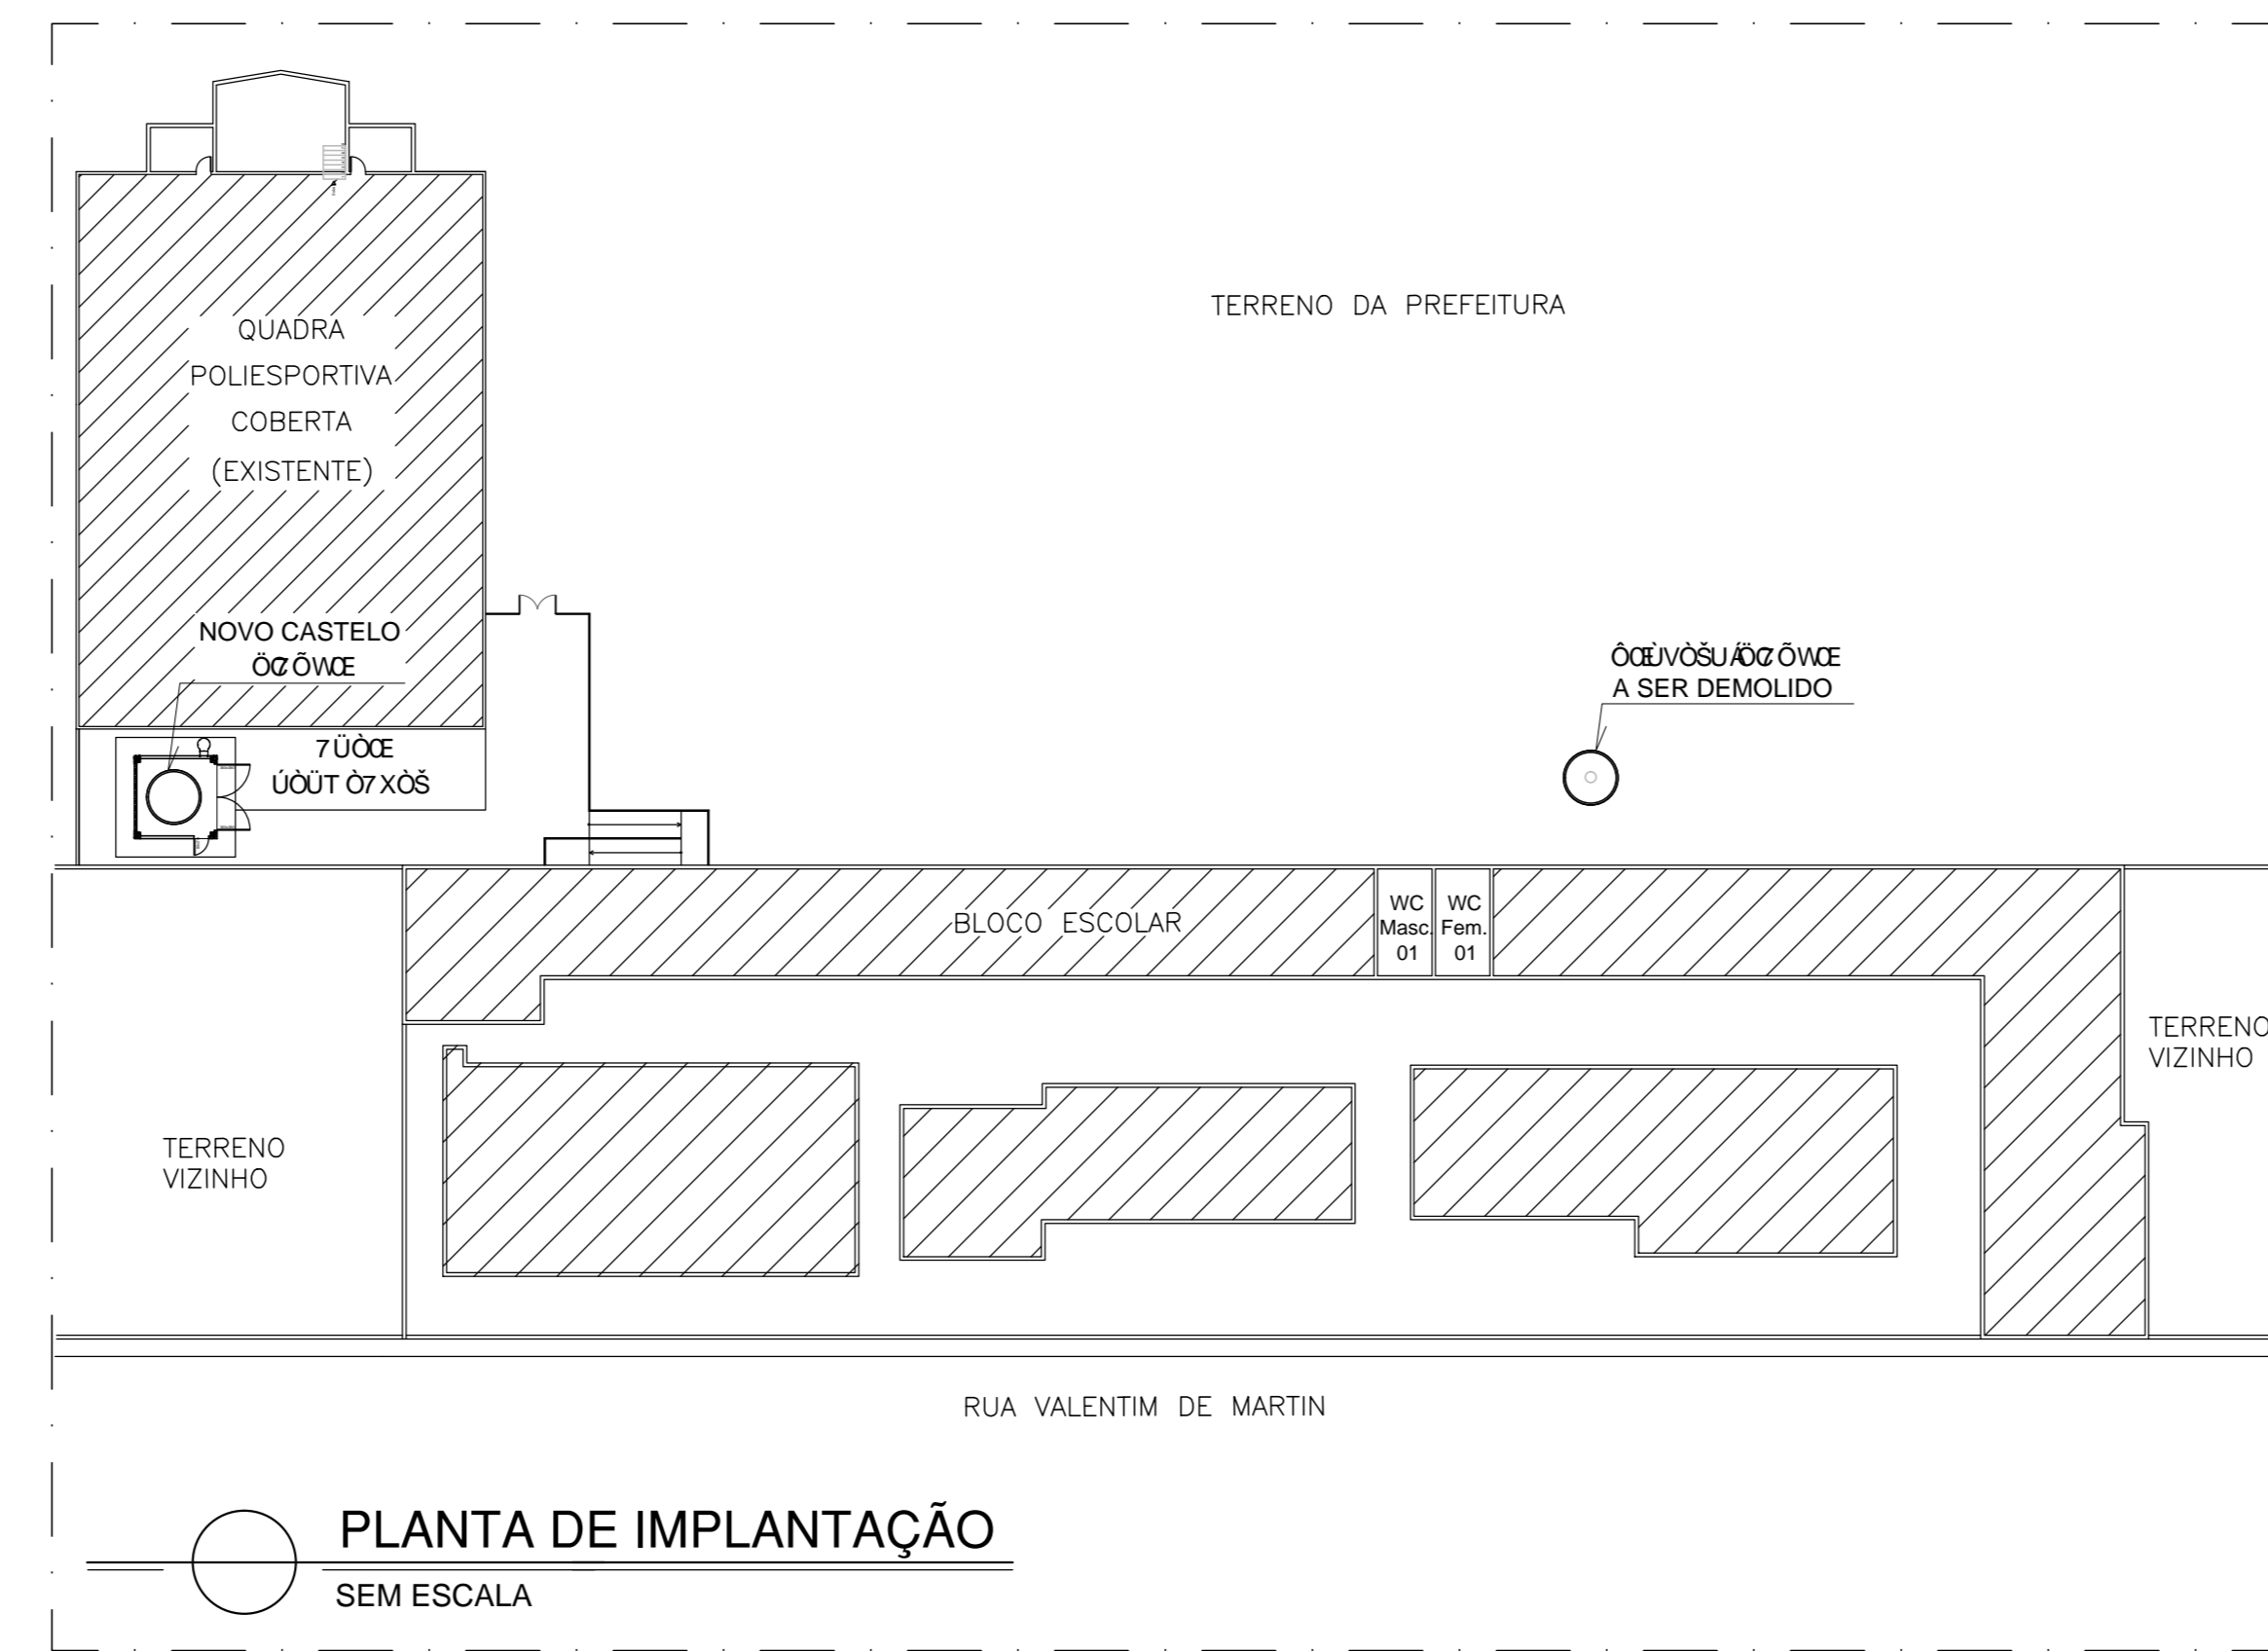 QUADRA
POLIESPORTIVA
COBERTA
(EXISTENTE)
TERRENO DA PREFEITURA
NOVO CASTELO
A SER DEMOLIDO
BLOCO ESCOLAR
WC
Masc.
01
WC
Fem.
01
TERRENO
VIZINHO
TERRENO
VIZINHO
RUA VALENTIM DE MARTIN
PLANTA DE IMPLANTAÇÃO
SEM ESCALA